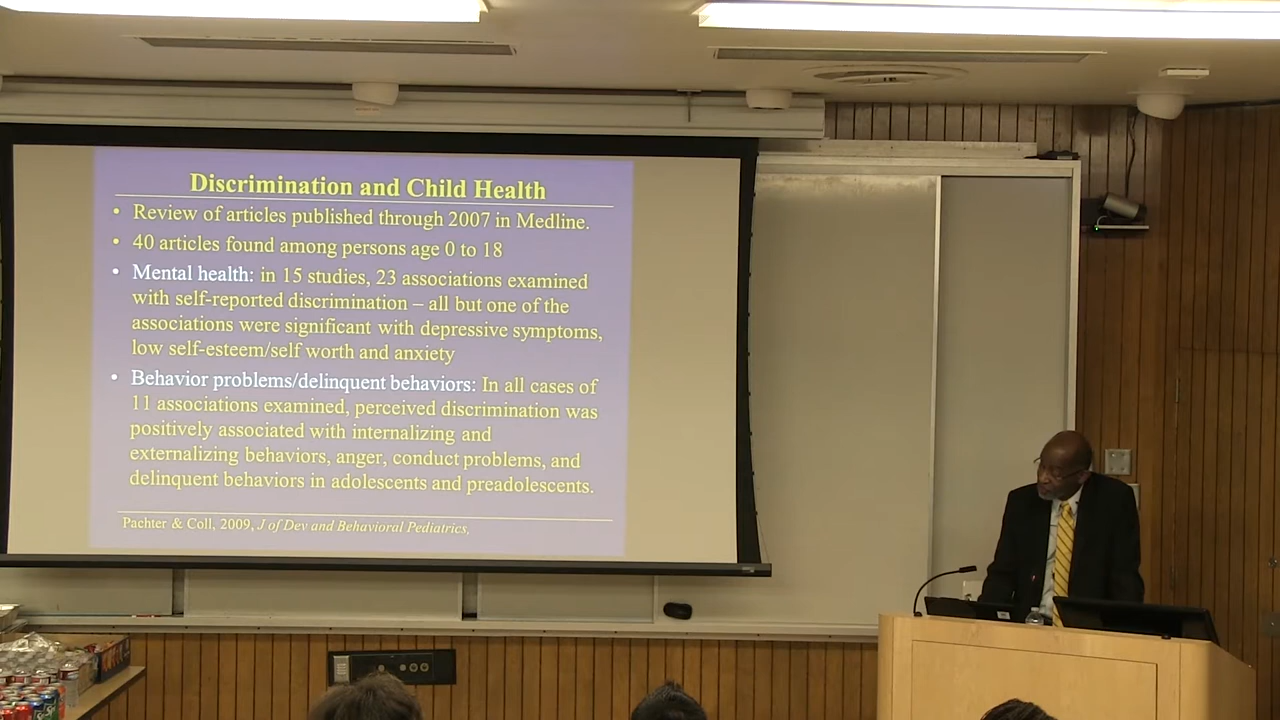 Discrimination and Child Health
• Review of articles published through 2007 in Medline.
• 40 articles found among persons age 0 to 18
• Mental health: in 15 studies, 23 associations examined
with self-reported discrimination – all but one of the
associations were significant with depressive symptoms,
low self-esteem/self worth and anxiety
• Behavior problems/delinquent behaviors: In all cases of
11 associations examined, perceived discrimination was
positively associated with internalizing and
externalizing behaviors, anger, conduct problems, and
delinquent behaviors in adolescents and preadolescents.
Pachter & Coll, 2009, J of Dev and Behavioral Pediatrics,